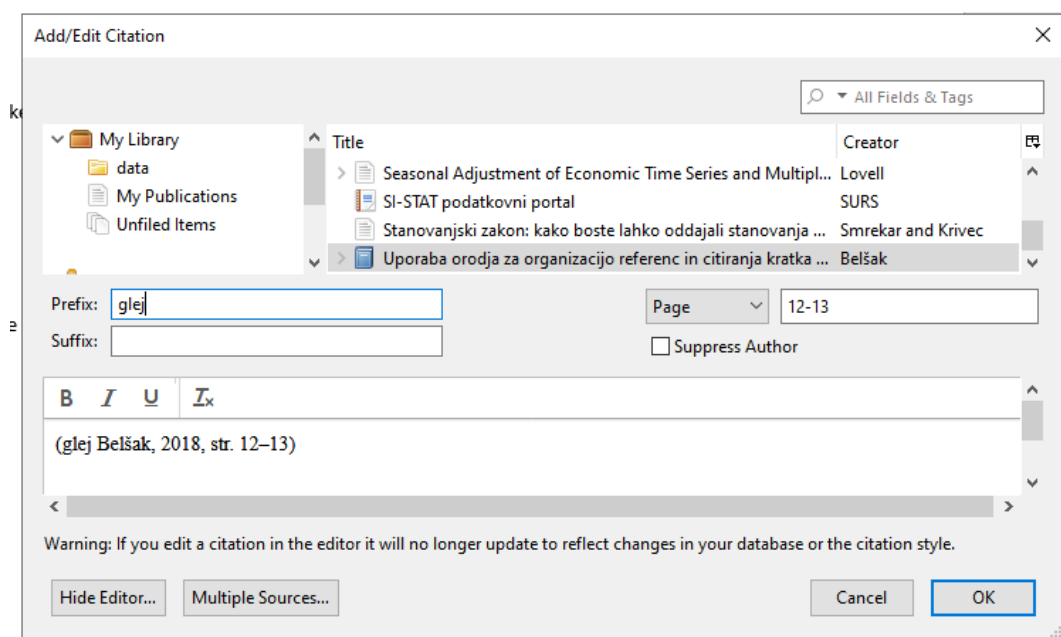 Add/Edit Citation
All Fields & Tags
ke
My Library
data
My Publications
Unfiled Items
Title Creator
Seasonal Adjustment of Economic Time Series and Multipl... Lovell
SI-STAT podatkovni portal SURS
Stanovanjski zakon: kako boste lahko oddajali stanovanja ... Smrekar and Krivec
Uporaba orodja za organizacijo referenc in citiranja kratka ... Belšak
Prefix: glej Page 12-13
e
Suffix: Suppress Author
B I U Tx
(glej Belšak, 2018, str. 12–13)
Warning: If you edit a citation in the editor it will no longer update to reflect changes in your database or the citation style.
Hide Editor... Multiple Sources... Cancel OK